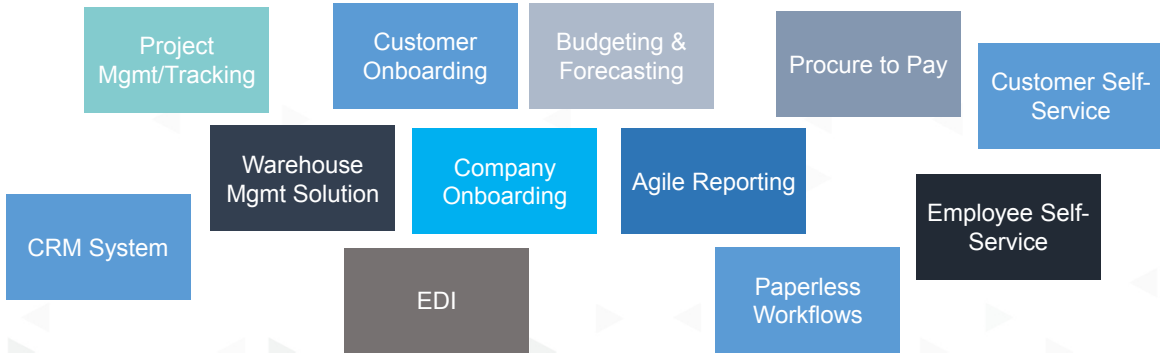 Project
Mgmt/Tracking
Customer
Onboarding
Budgeting &
Forecasting
Procure to Pay
Customer Self-
Service
Warehouse
Mgmt Solution
Company
Onboarding
Agile Reporting
Employee Self-
Service
CRM System
EDI
Paperless
Workflows